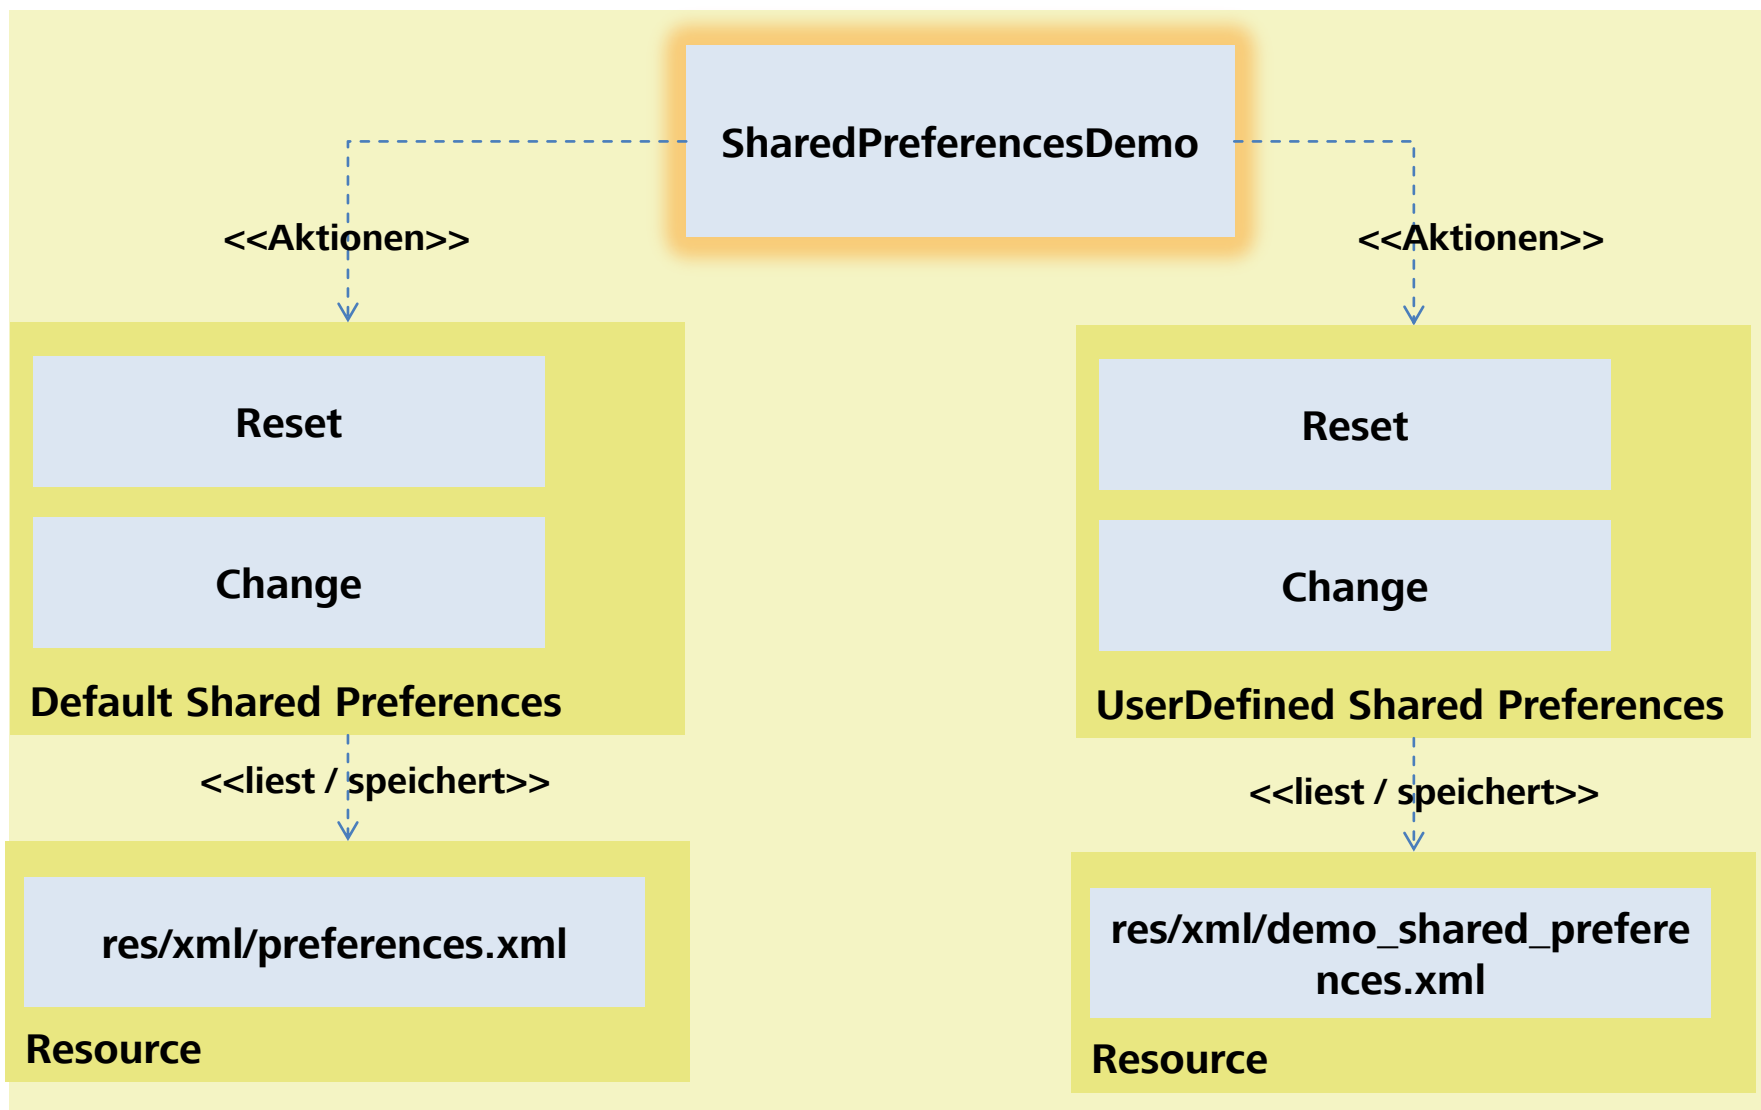 SharedPreferencesDemo
<<Aktionen>>
<<Aktionen>>
Reset
Change
Default Shared Preferences
Reset
Change
UserDefined Shared Preferences
<<liest / speichert>>
<<liest / speichert>>
res/xml/preferences.xml
Resource
res/xml/demo_shared_prefere
nces.xml
Resource